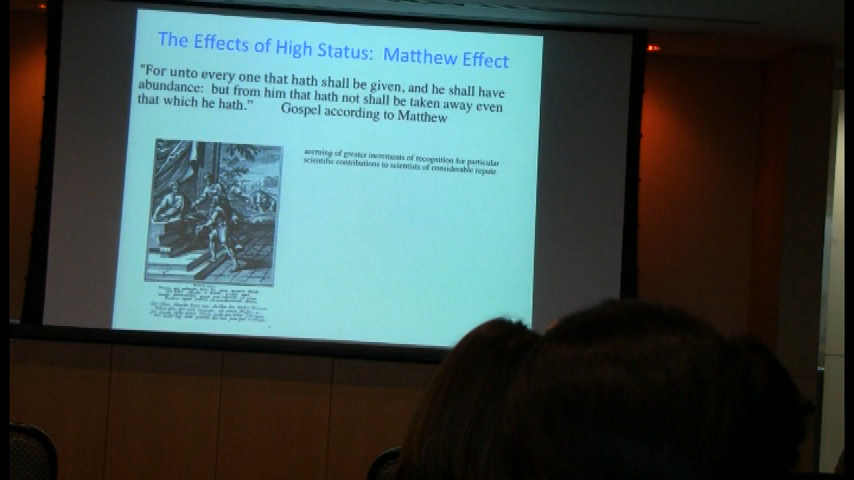 The Effects of High Status: Matthew Effect
"For unto every one that hath shall be given, and he shall have
abundance: but from him that hath not shall be taken away even
that which he hath." Gospel according to Matthew
accruing of greater increments of recognition for particular
scientific contributions to scientists of considerable repute